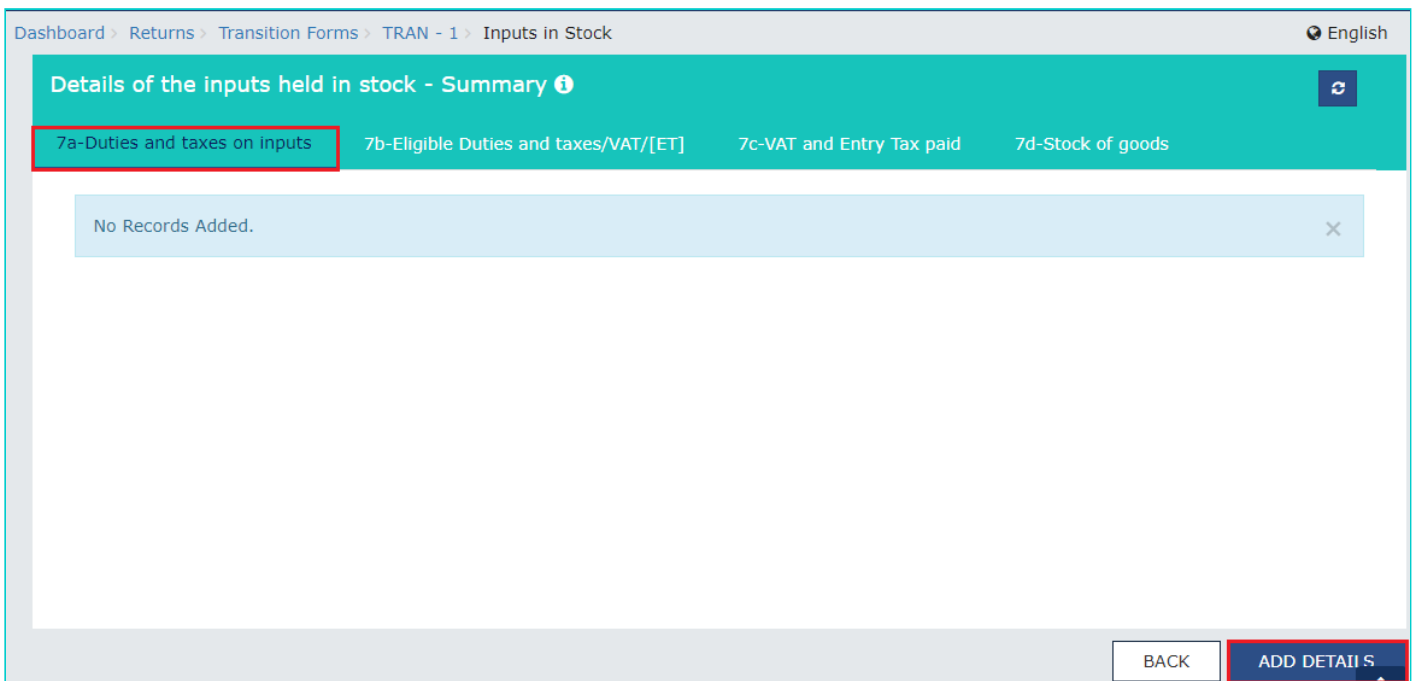 Dashboard > Returns > Transition Forms > TRAN - 1 > Inputs in Stock English
Details of the inputs held in stock - Summary
7a-Duties and taxes on inputs 7b-Eligible Duties and taxes/VAT/[ET] 7c-VAT and Entry Tax paid 7d-Stock of goods
No Records Added. ×
BACK ADD DETAILS